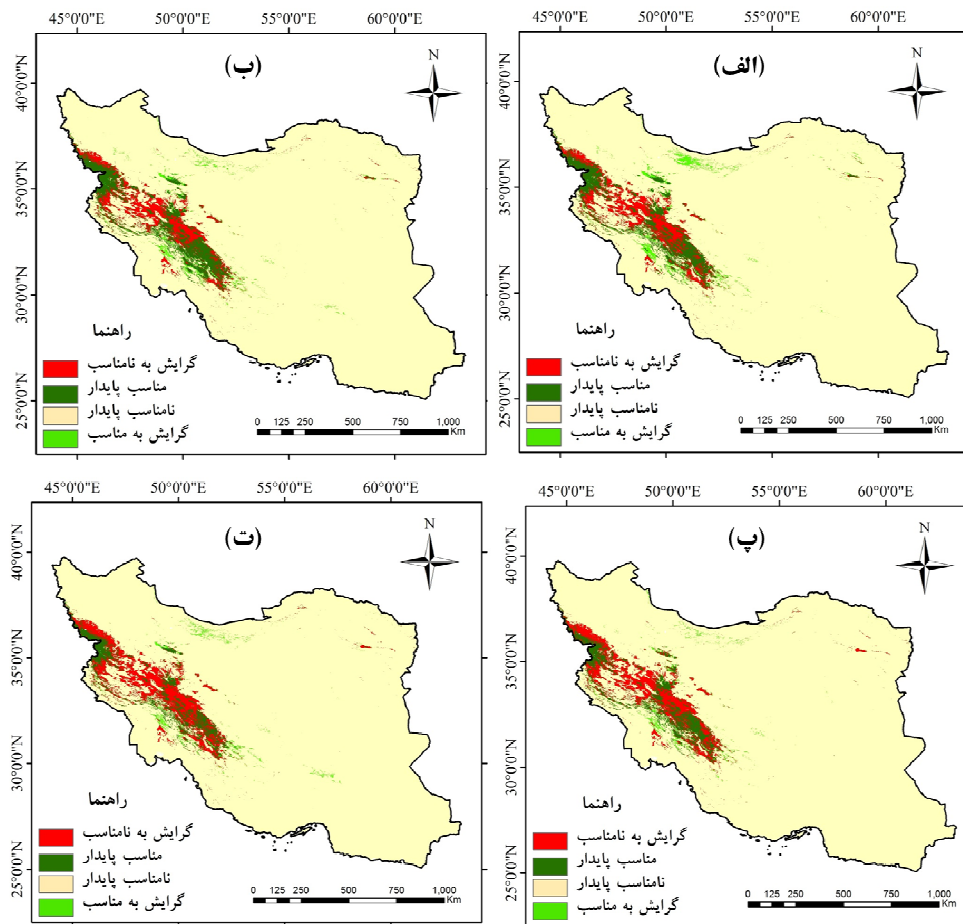 45°0'0"E 50°0'0"E 55°0'0"E 60°0'0"E
(الف)
N
40°0'0"N
35°0'0"N
30°0'0"N
25°0'0"N
راهنما
گرایش به نامناسب
مناسب پایدار
نامناسب پایدار
گرایش به مناسب
0 125 250 500 750 1,000
Km
45°0'0"E 50°0'0"E 55°0'0"E 60°0'0"E
(ب)
N
40°0'0"N
35°0'0"N
30°0'0"N
25°0'0"N
راهنما
گرایش به نامناسب
مناسب پایدار
نامناسب پایدار
گرایش به مناسب
0 125 250 500 750 1,000
Km
45°0'0"E 50°0'0"E 55°0'0"E 60°0'0"E
(پ)
N
40°0'0"N
35°0'0"N
30°0'0"N
25°0'0"N
راهنما
گرایش به نامناسب
مناسب پایدار
نامناسب پایدار
گرایش به مناسب
0 125 250 500 750 1,000
Km
45°0'0"E 50°0'0"E 55°0'0"E 60°0'0"E
(ت)
N
40°0'0"N
35°0'0"N
30°0'0"N
25°0'0"N
راهنما
گرایش به نامناسب
مناسب پایدار
نامناسب پایدار
گرایش به مناسب
0 125 250 500 750 1,000
Km